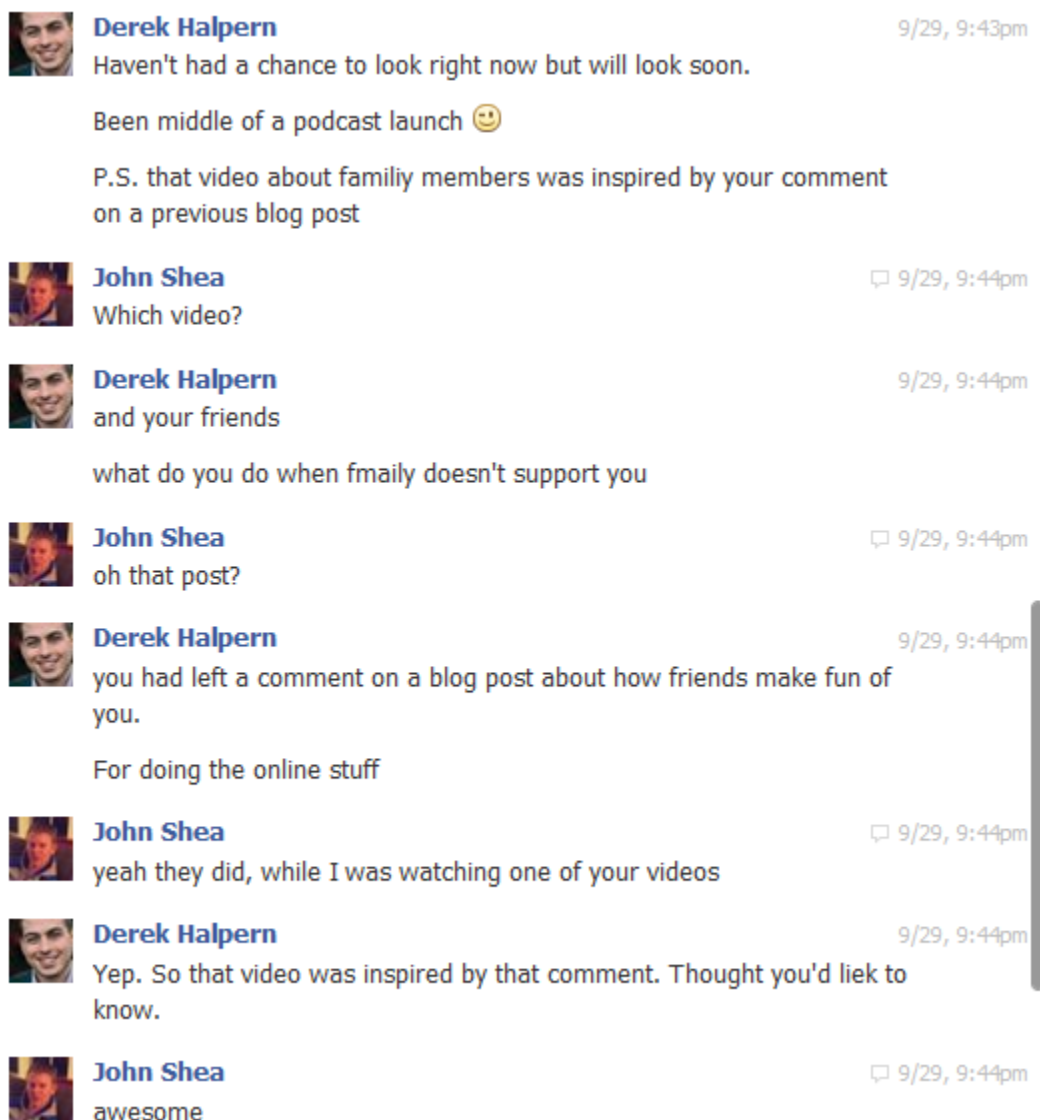 Derek Halpern 9/29, 9:43pm
Haven't had a chance to look right now but will look soon.
Been middle of a podcast launch
P.S. that video about familiy members was inspired by your comment
on a previous blog post
John Shea 9/29, 9:44pm
Which video?
Derek Halpern 9/29, 9:44pm
and your friends
what do you do when fmaily doesn't support you
John Shea 9/29, 9:44pm
oh that post?
Derek Halpern 9/29, 9:44pm
you had left a comment on a blog post about how friends make fun of
you.
For doing the online stuff
John Shea 9/29, 9:44pm
yeah they did, while I was watching one of your videos
Derek Halpern 9/29, 9:44pm
Yep. So that video was inspired by that comment. Thought you'd liek to
know.
John Shea 9/29, 9:44pm
awesome